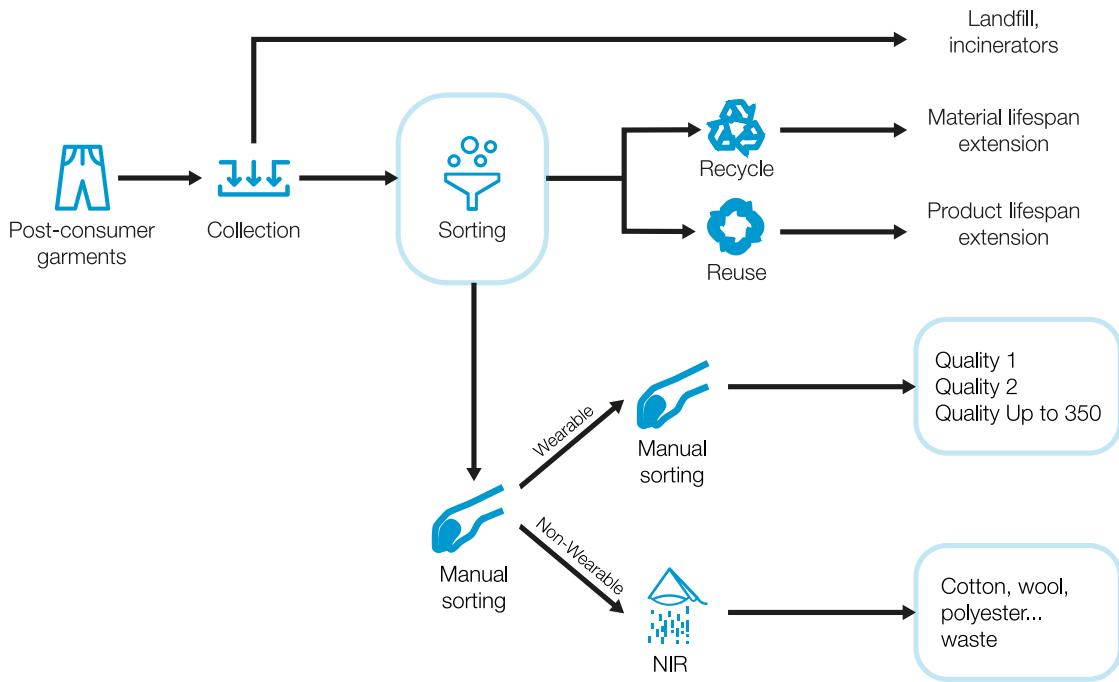 Landfill,
incinerators
Material lifespan
extension
Recycle
Post-consumer
garments
Collection
Sorting
Product lifespan
extension
Reuse
Quality 1
Quality 2
Quality Up to 350
Wearable
Manual
sorting
Manual
sorting
Non-Wearable
NIR
Cotton, wool,
polyester...
waste